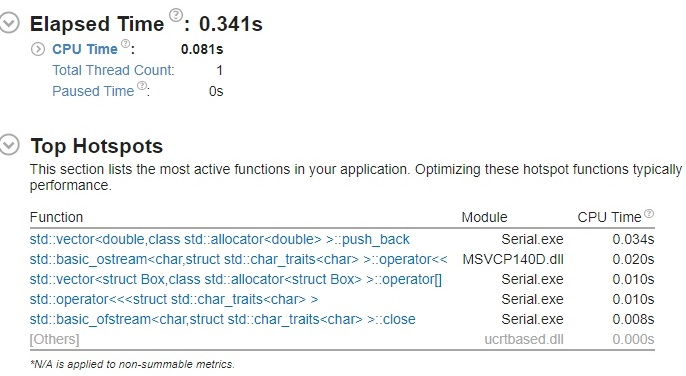 Elapsed Time ?: 0.341s
CPU Time ?: 0.081s
Total Thread Count: 1
Paused Time ?: 0s
Top Hotspots
This section lists the most active functions in your application. Optimizing these hotspot functions typically
performance.
Function Module CPU Time ?
std::vector<double,class std::allocator<double> >::push_back Serial.exe 0.034s
std::basic_ostream<char,struct std::char_traits<char> >::operator<< MSVCP140D.dll 0.020s
std::vector<struct Box,class std::allocator<struct Box> >::operator[] Serial.exe 0.010s
std::operator<<<struct std::char_traits<char> > Serial.exe 0.010s
std::basic_ofstream<char,struct std::char_traits<char> >::close Serial.exe 0.008s
[Others] ucrtbased.dll 0.000s
*N/A is applied to non-summable metrics.